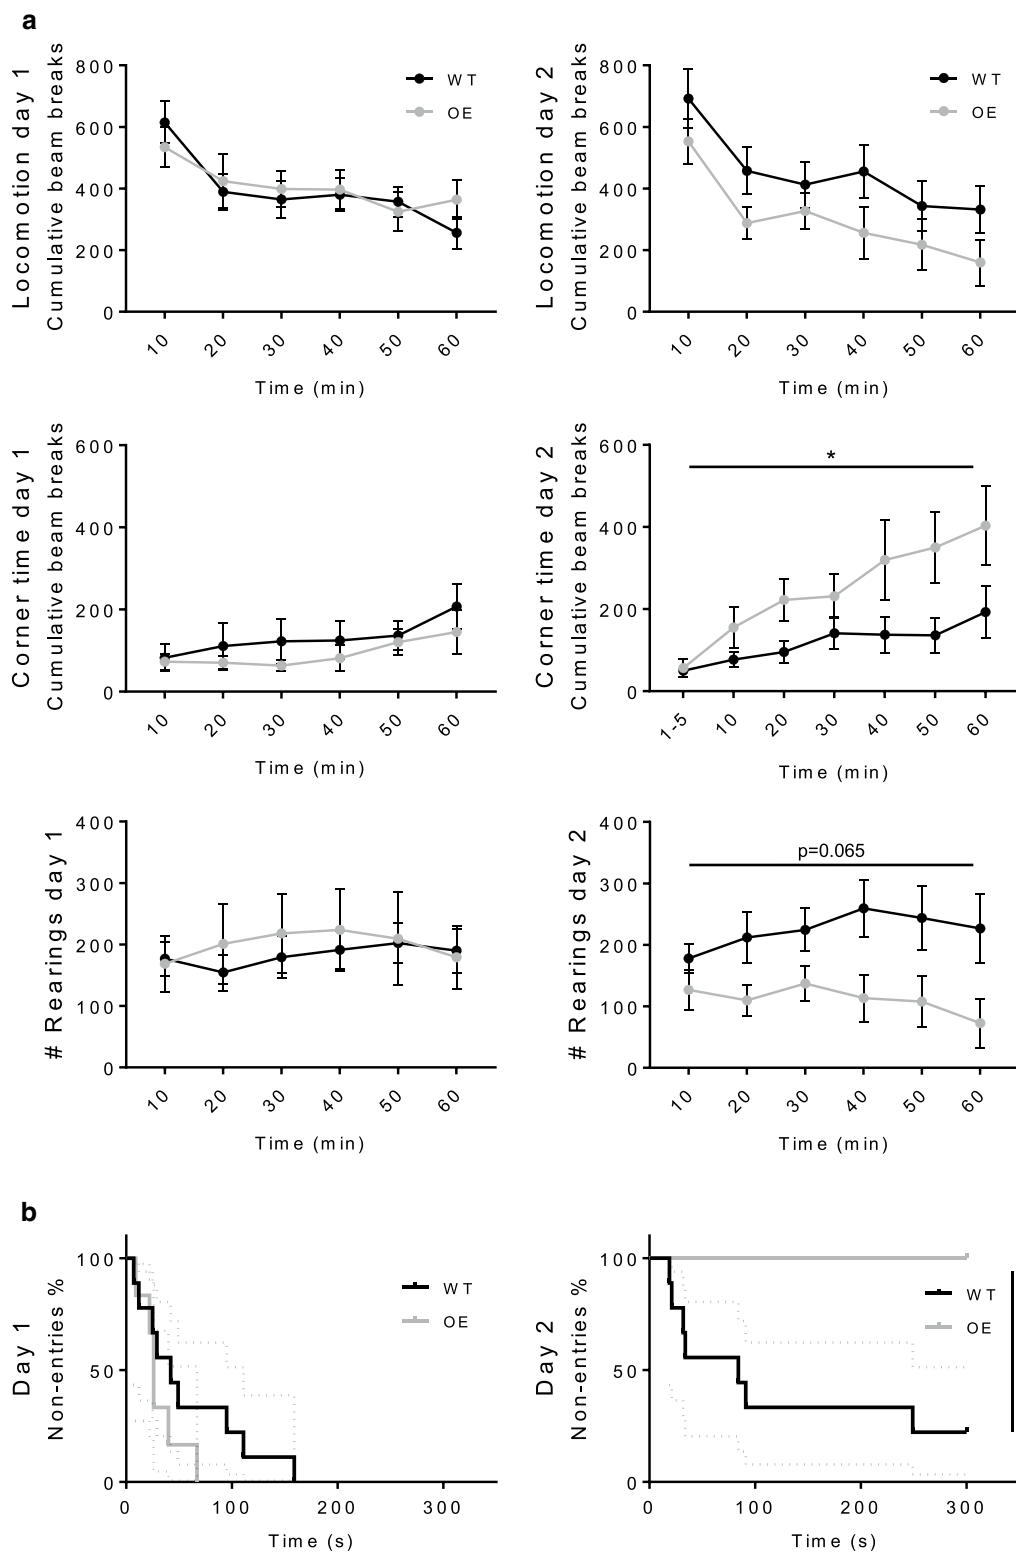 a
Locomotion day 1
Cumulative beam breaks
800
600
400
200
0
WT
OE
10 20 30 40 50 60
Time (min)
Locomotion day 2
Cumulative beam breaks
800
600
400
200
0
WT
OE
10 20 30 40 50 60
Time (min)
Corner time day 1
Cumulative beam breaks
600
400
200
0
10 20 30 40 50 60
Time (min)
Corner time day 2
Cumulative beam breaks
600
400
200
0
*
1-5 10 20 30 40 50 60
Time (min)
# Rearings day 1
400
300
200
100
0
10 20 30 40 50 60
Time (min)
# Rearings day 2
400
300
200
100
0
p=0.065
10 20 30 40 50 60
Time (min)
b
Day 1
Non-entries %
100
50
0
WT
OE
0 100 200 300
Time (s)
Day 2
Non-entries %
100
50
0
WT
OE
0 100 200 300
Time (s)